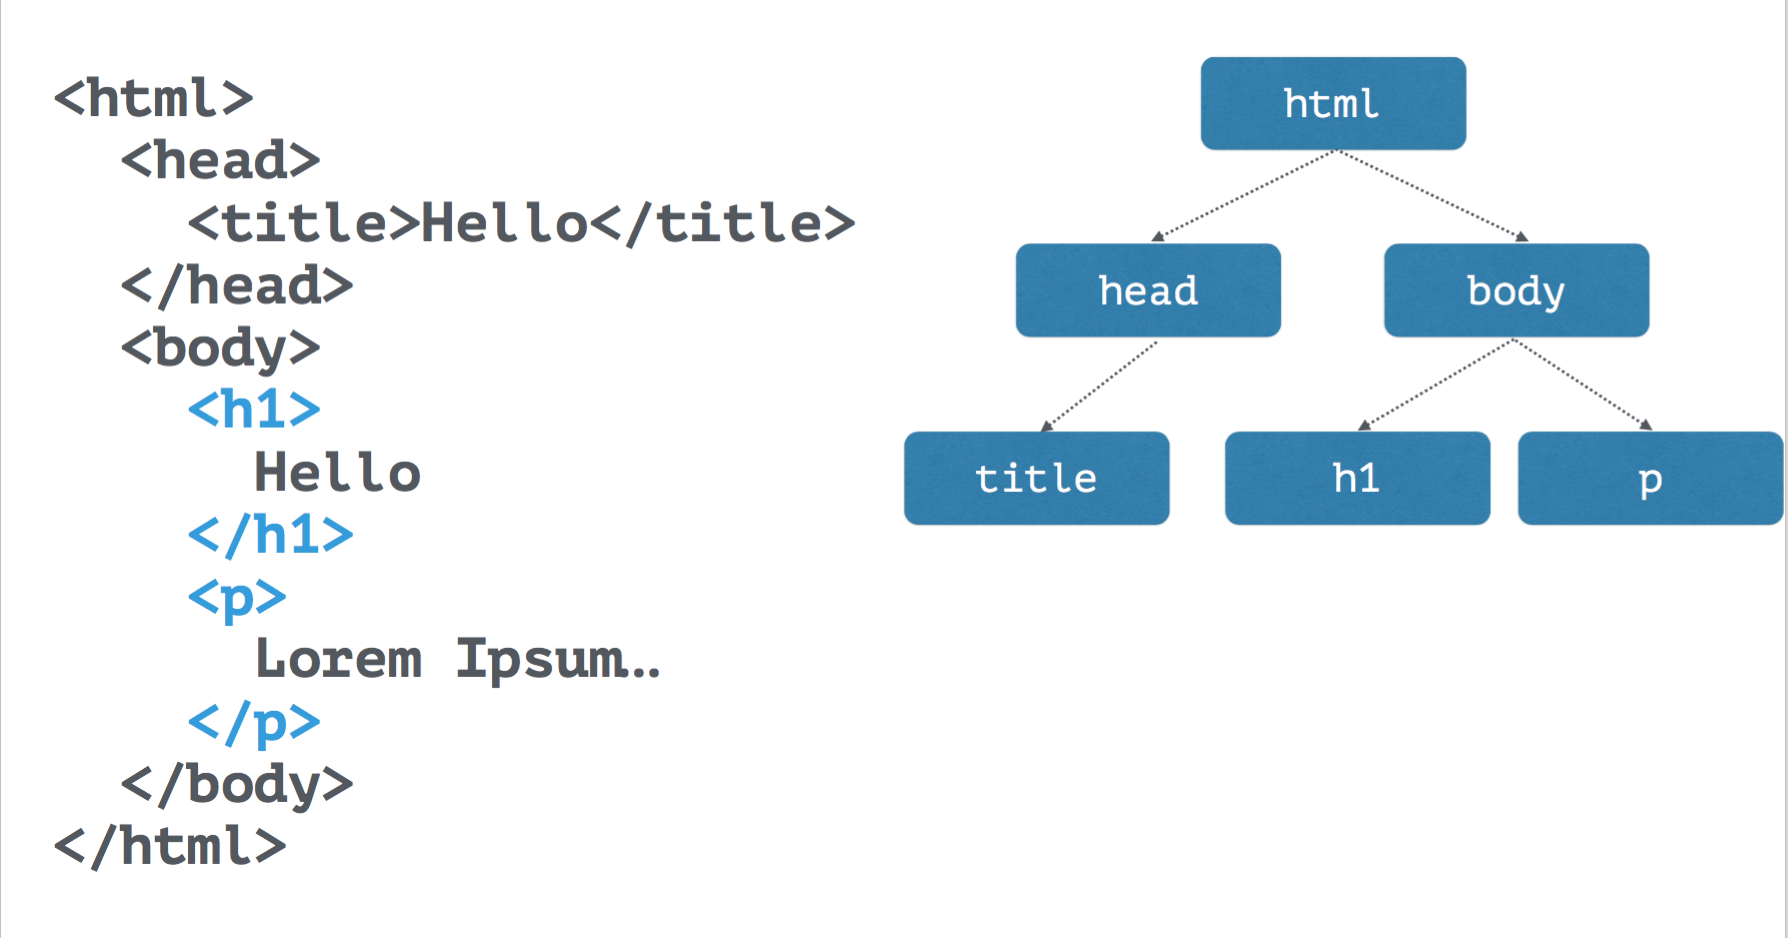 <html>
<head>
<title>Hello</title>
</head>
<body>
<h1>
Hello
</h1>
<p>
Lorem Ipsum…
</p>
</body>
</html>
html
head body
title h1 p